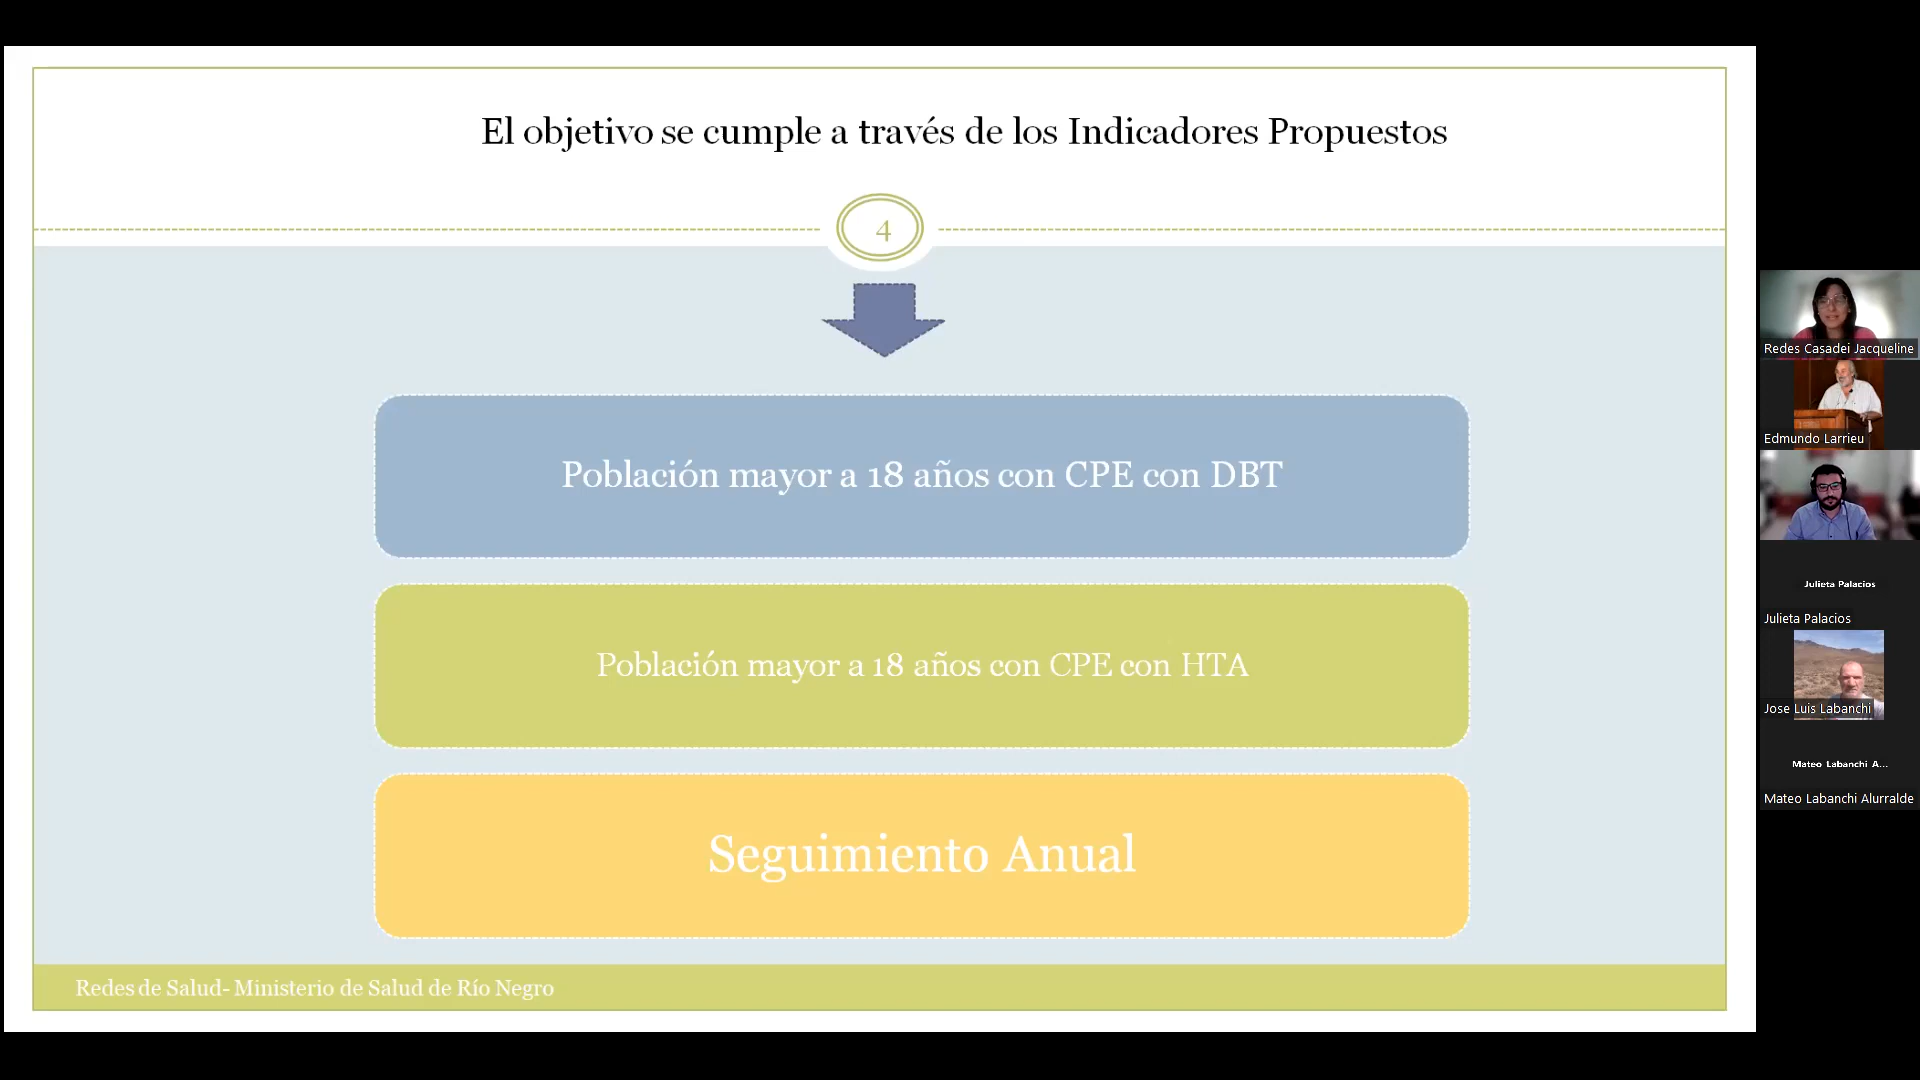 El objetivo se cumple a través de los Indicadores Propuestos
4
Población mayor a 18 años con CPE con DBT
Población mayor a 18 años con CPE con HTA
Seguimiento Anual
Redes de Salud- Ministerio de Salud de Río Negro
Redes Casadei Jacqueline
Edmundo Larrieu
Julieta Palacios
Julieta Palacios
Jose Luis Labanchi
Mateo Labanchi A...
Mateo Labanchi Alurralde